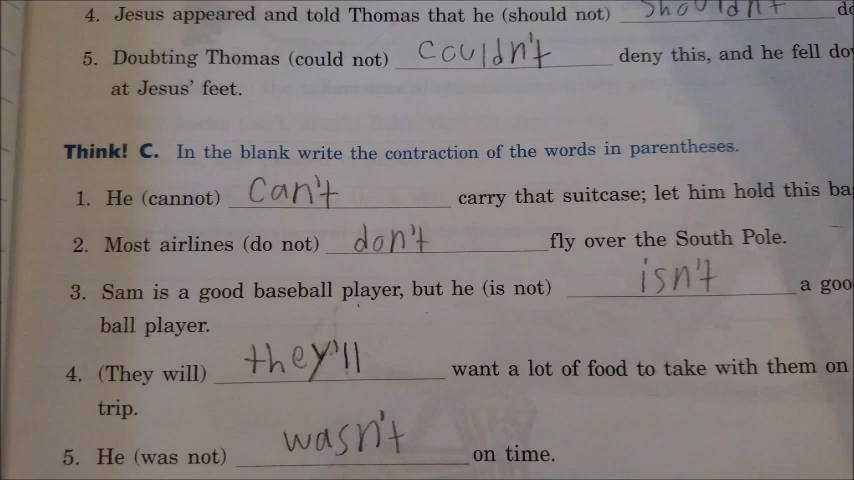 4. Jesus appeared and told Thomas that he (should not) shouldn't
5. Doubting Thomas (could not) couldn't deny this, and he fell
at Jesus' feet.
Think! C. In the blank write the contraction of the words in parentheses.
1. He (cannot) can't carry that suitcase; let him hold this
2. Most airlines (do not) don't fly over the South Pole.
3. Sam is a good baseball player, but he (is not) isn't a
ball player.
4. (They will) they'll want a lot of food to take with them on
trip.
5. He (was not) wasn't on time.